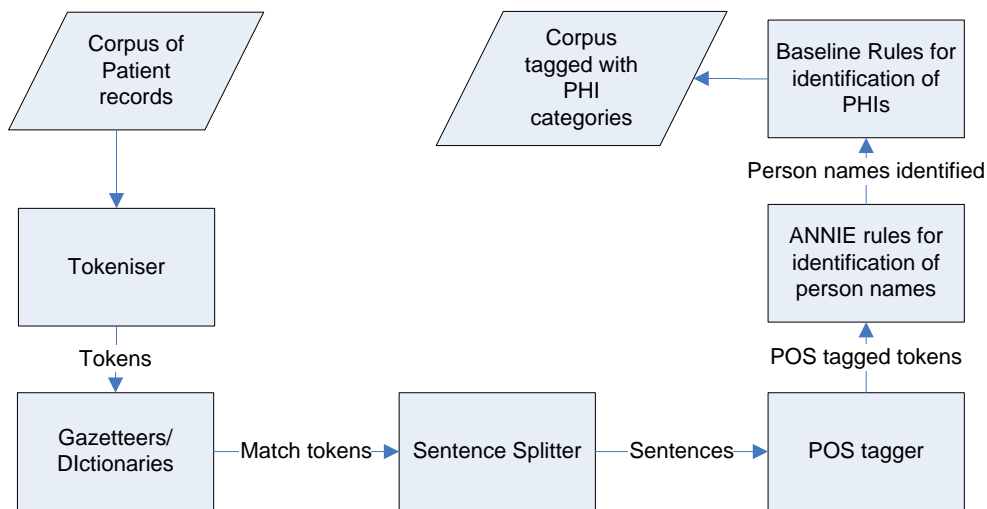 Corpus of
Patient
records
Tokeniser
Tokens
Gazetteers/
DIctionaries
Match tokens
Sentence Splitter
Sentences
POS tagger
POS tagged tokens
ANNIE rules for
identification of
person names
Person names identified
Baseline Rules for
identification of
PHIs
Corpus
tagged with
PHI
categories